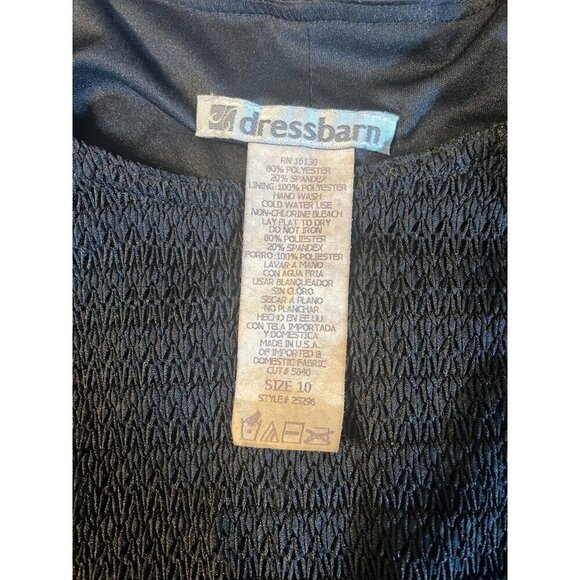 dressbarn
RN 16130
80% POLYESTER
20% SPANDEX
LINING: 100% POLYESTER
HAND WASH
COLD WATER USE
NON-CHLORINE BLEACH
LAY FLAT TO DRY
DO NOT IRON
80% POLIESTER
20% SPANDEX
FORRO: 100% POLIESTER
LAVAR A MANO
CON AGUA FRIA
USAR BLANQUEADOR
SIN CLORO
SECAR A PLANO
NO PLANCHAR
HECHO EN EE.UU.
CON TELA IMPORTADA
Y DOMESTICA
MADE IN U.S.A.
OF IMPORTED &
DOMESTIC FABRIC
CUT# 5840
SIZE 10
STYLE# 25296